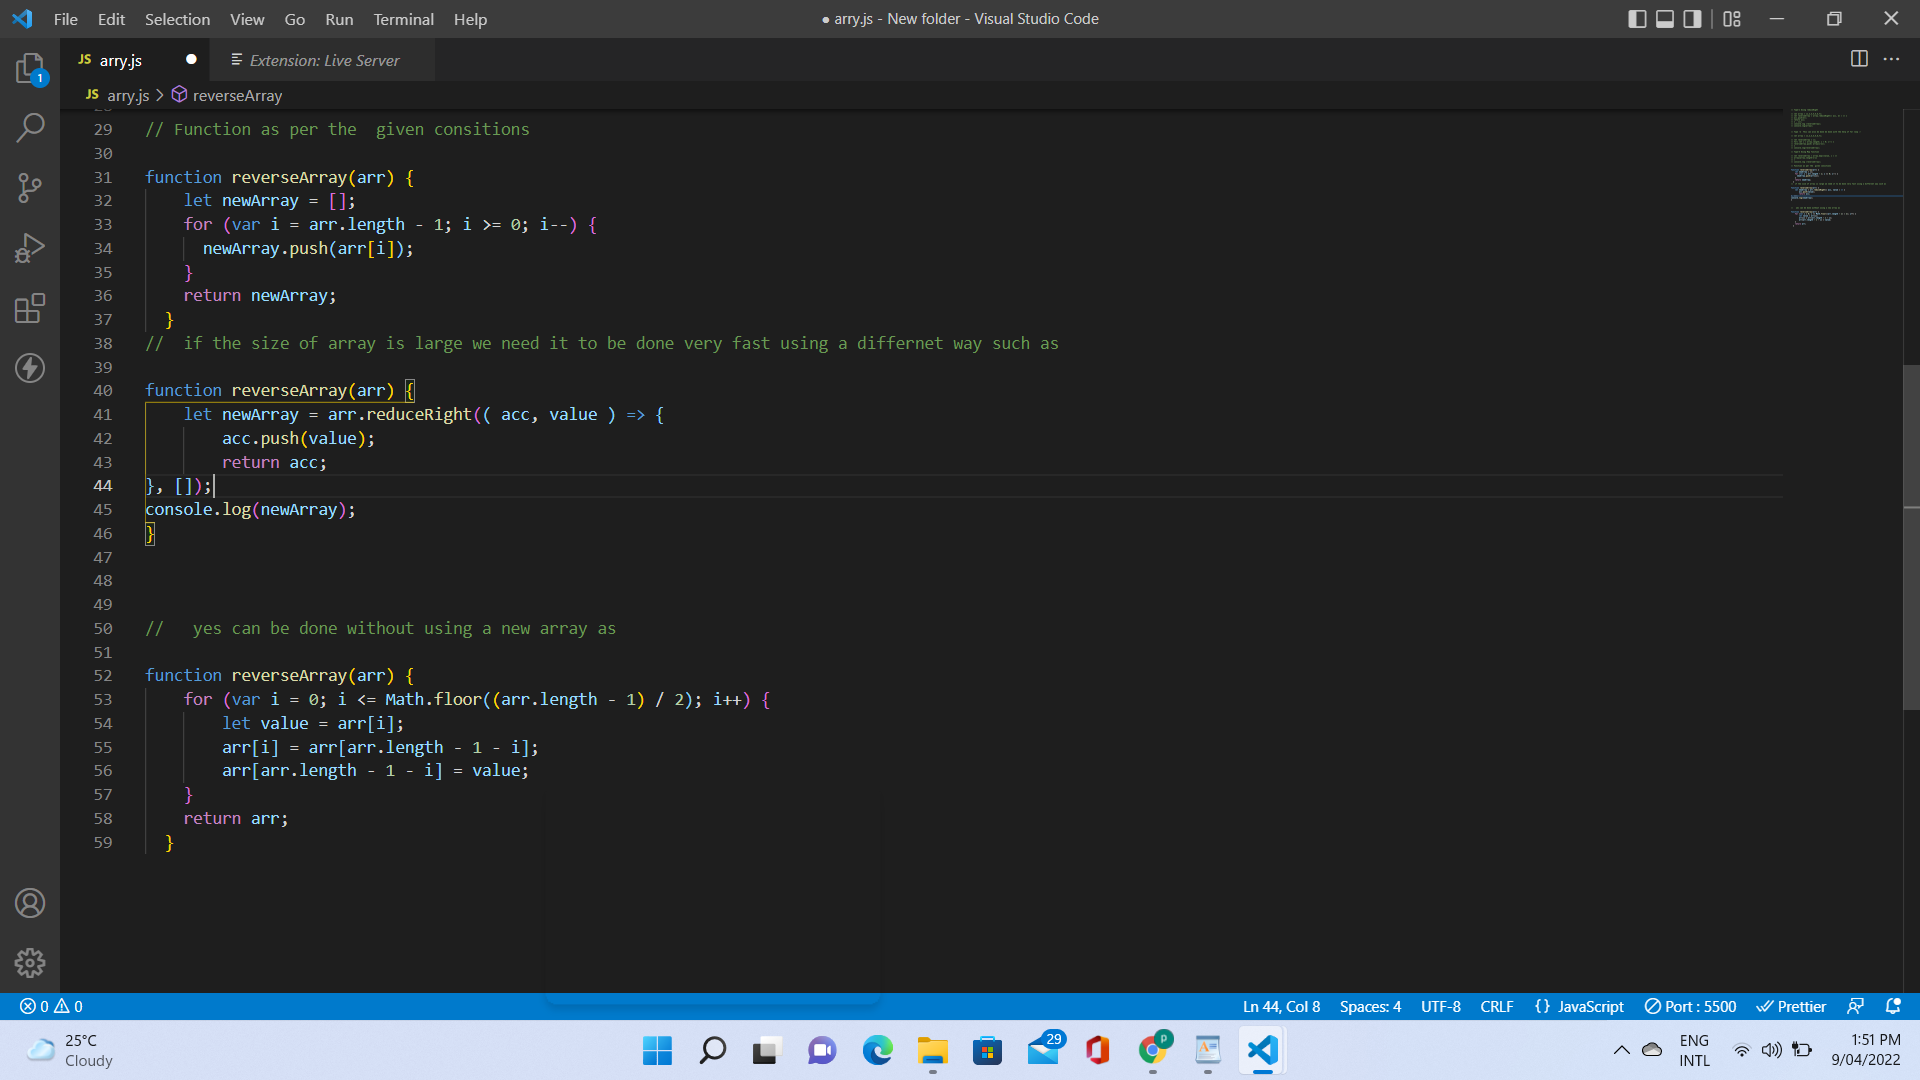 File Edit Selection View Go Run Terminal Help
● arry.js - New folder - Visual Studio Code
JS arry.js ●
Extension: Live Server
JS arry.js > reverseArray
1
29 // Function as per the  given consitions
30
31 function reverseArray(arr) {
32     let newArray = [];
33     for (var i = arr.length - 1; i >= 0; i--) {
34       newArray.push(arr[i]);
35     }
36     return newArray;
37   }
38 //  if the size of array is large we need it to be done very fast using a differnet way such as
39
40 function reverseArray(arr) {
41     let newArray = arr.reduceRight(( acc, value ) => {
42         acc.push(value);
43         return acc;
44 }, []);
45 console.log(newArray);
46 }
47
48
49
50 //   yes can be done without using a new array as
51
52 function reverseArray(arr) {
53     for (var i = 0; i <= Math.floor((arr.length - 1) / 2); i++) {
54         let value = arr[i];
55         arr[i] = arr[arr.length - 1 - i];
56         arr[arr.length - 1 - i] = value;
57     }
58     return arr;
59   }
0 0
Ln 44, Col 8 Spaces: 4 UTF-8 CRLF {} JavaScript Port : 5500 Prettier
25°C
Cloudy
29
p
ENG
INTL
1:51 PM
9/04/2022